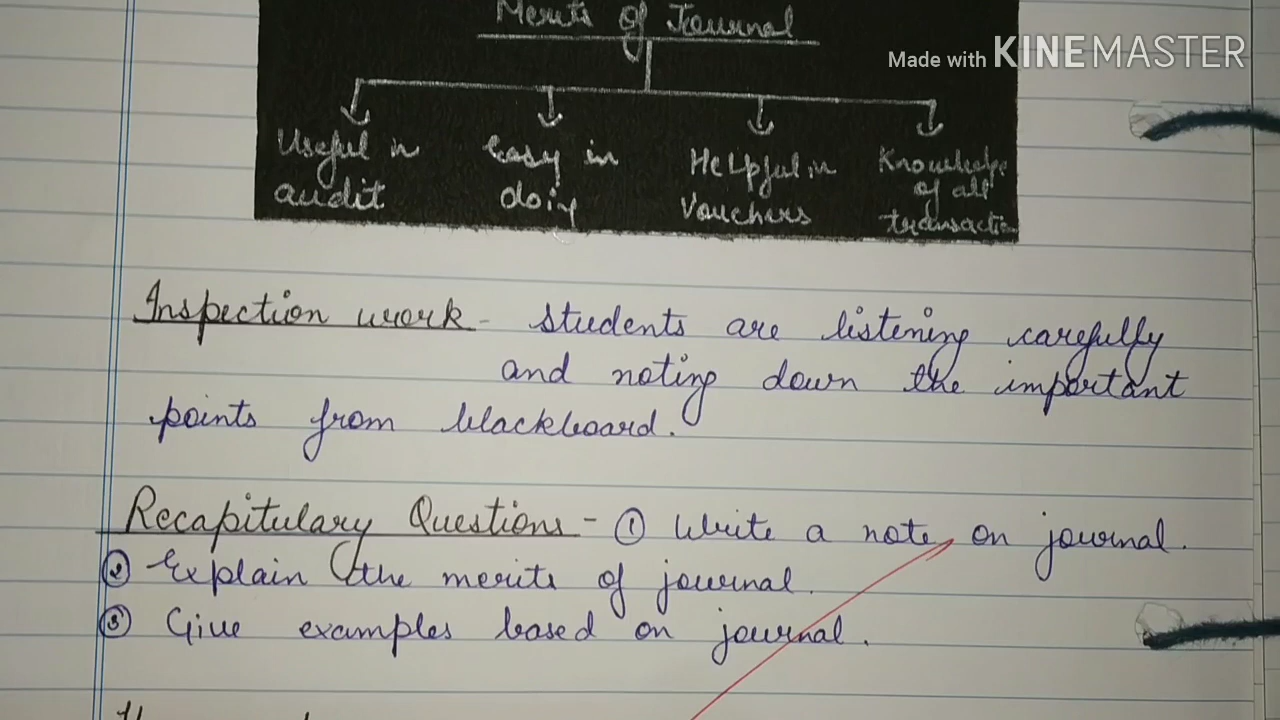 Merits of Journal
Made with KINEMASTER
Useful in
audit
Easy in
doing
Helpful in
Vouchers
Knowledge
of all
transactio
Inspection work - Students are listening carefully
and noting down the important
points from blackboard.
Recapitulary Questions - ① Write a note on journal.
② Explain the merits of journal.
③ Give examples based on journal.